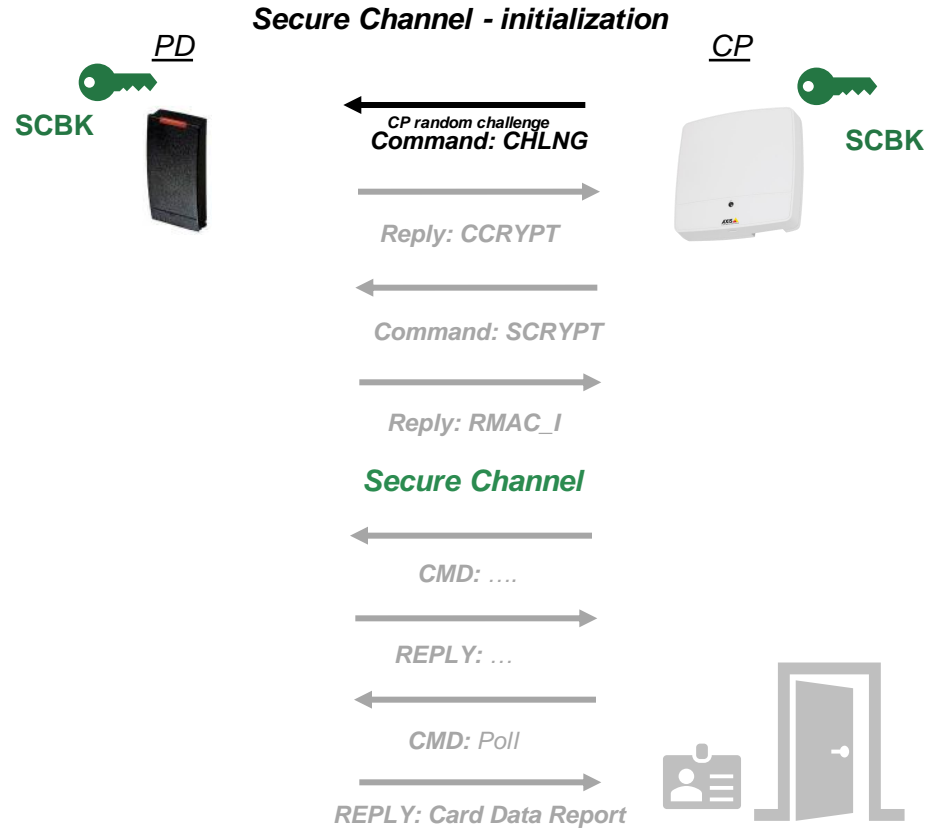 Secure Channel - initialization
PD
CP
SCBK
SCBK
CP random challenge
Command: CHLNG
AXIS
Reply: CCRYPT
Command: SCRYPT
Reply: RMAC_I
Secure Channel
CMD: ….
REPLY: …
CMD: Poll
REPLY: Card Data Report